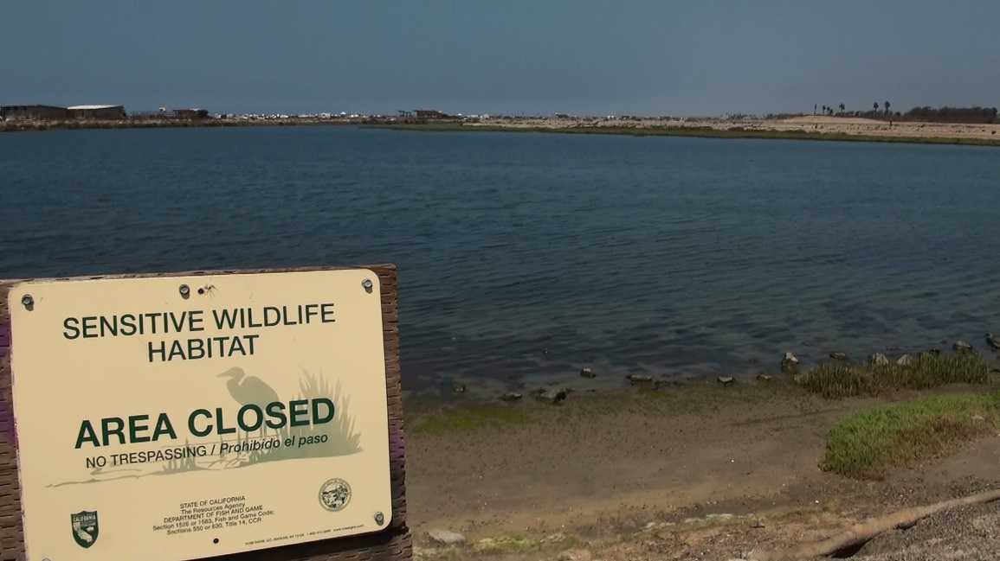 SENSITIVE WILDLIFE
HABITAT
AREA CLOSED
NO TRESPASSING / Prohibido el paso
STATE OF CALIFORNIA
The Resources Agency
DEPARTMENT OF FISH AND GAME
Section 1526 or 1583, Fish and Game Code;
Sections 550 or 630, Title 14, CCR
CALIFORNIA